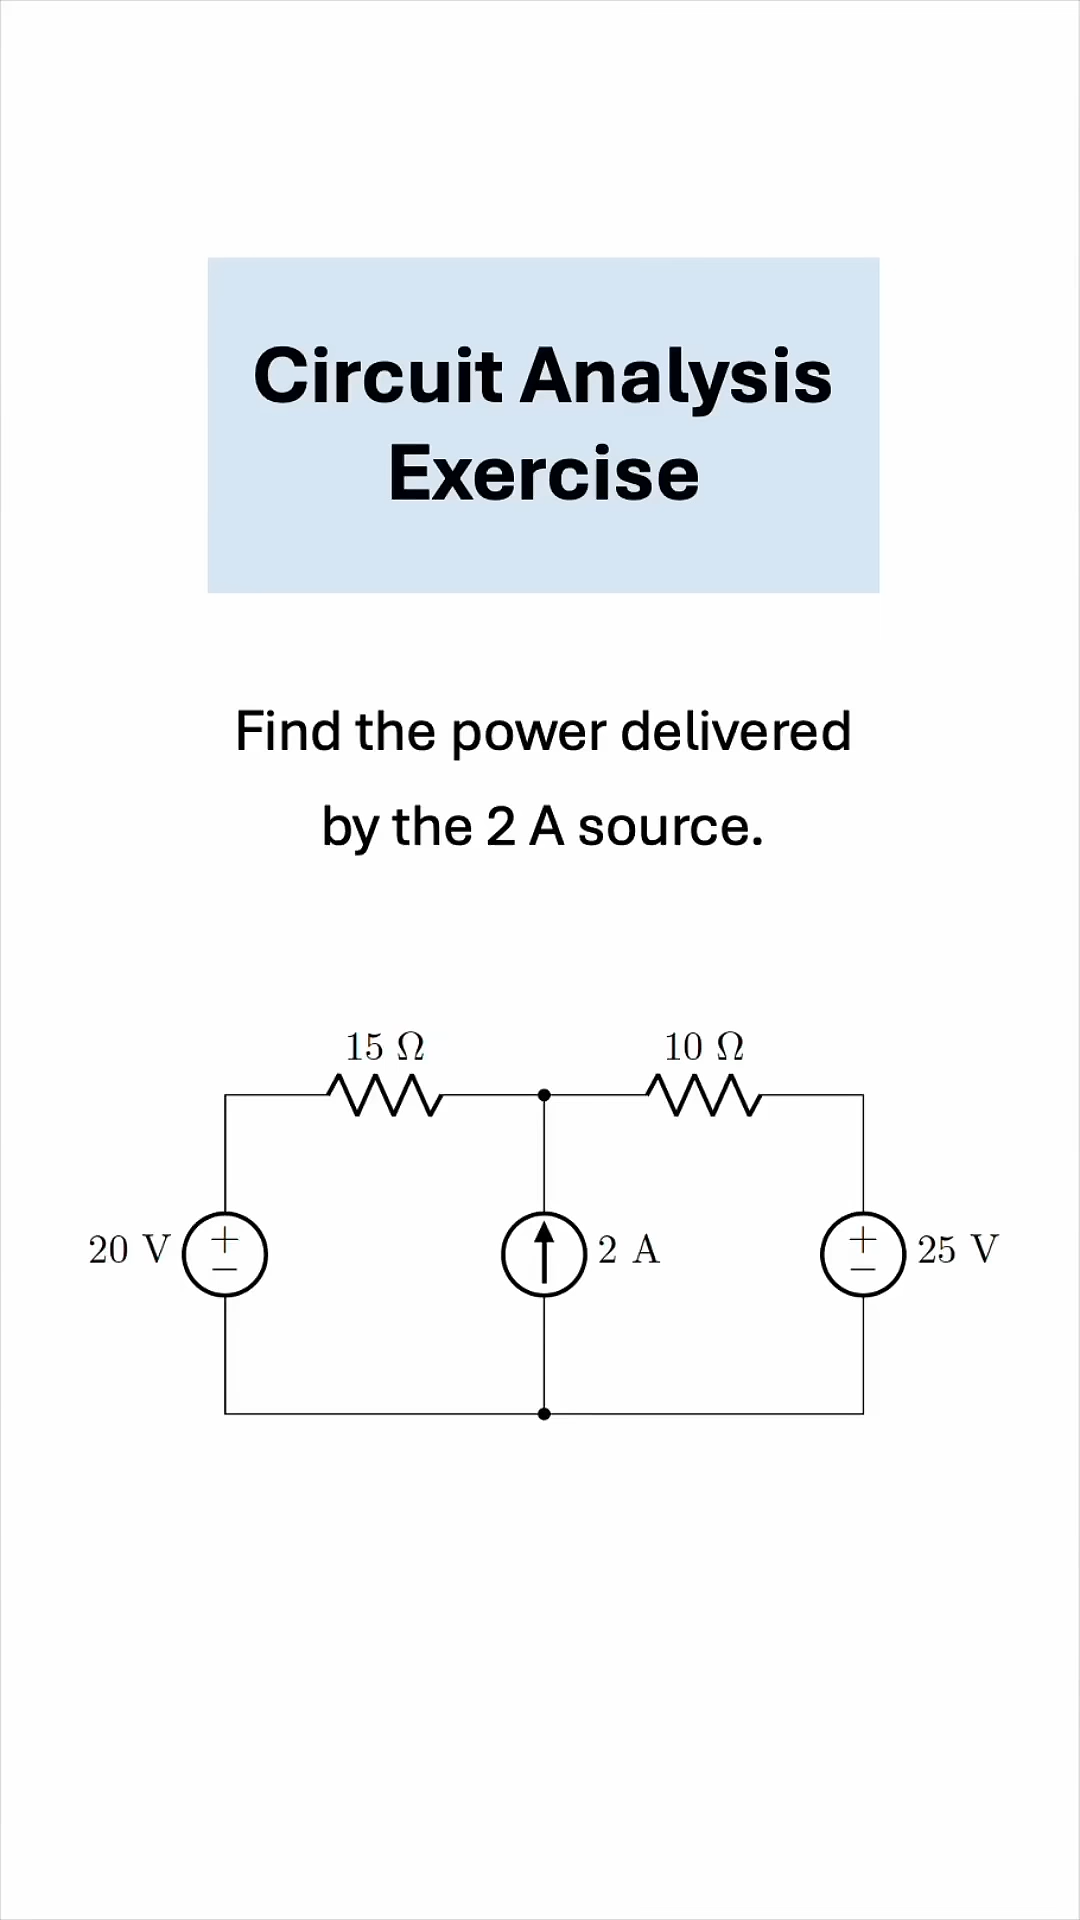 Circuit Analysis
Exercise
Find the power delivered
by the 2 A source.
15 Ω
10 Ω
20 V
+
−
2 A
+
−
25 V